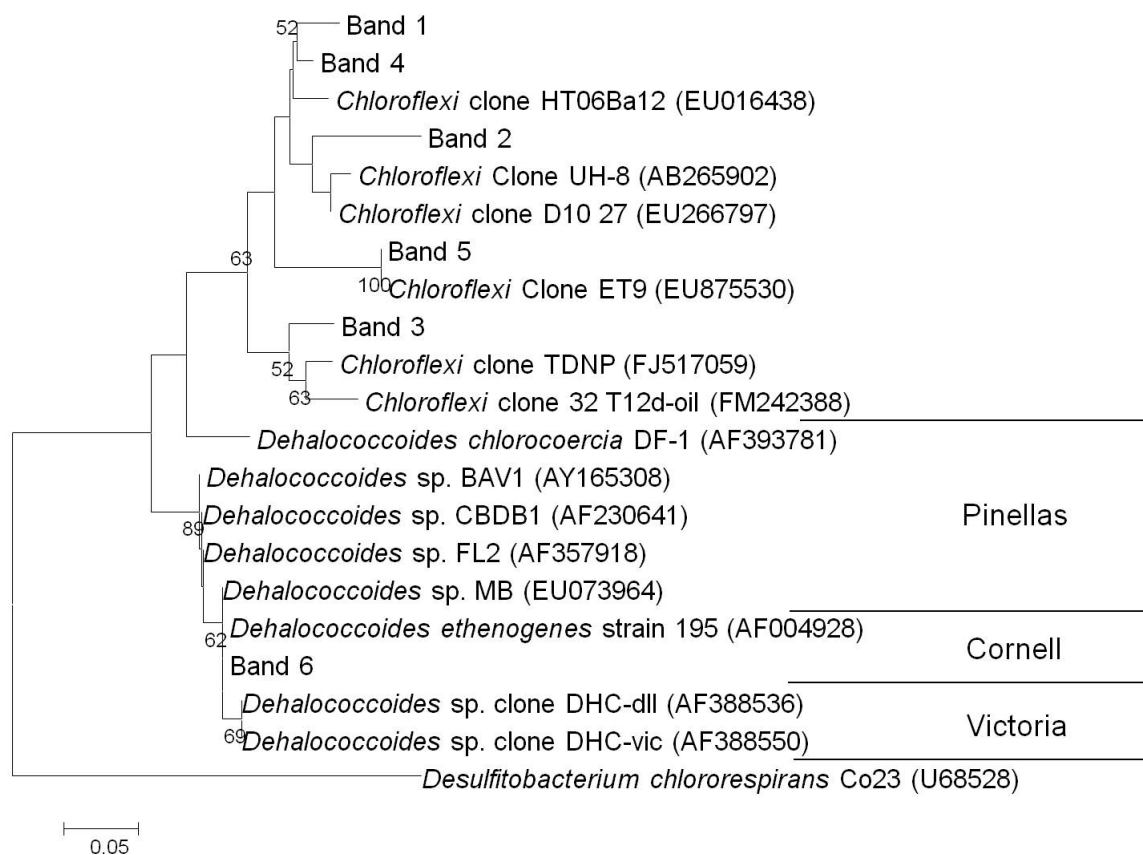 52
Band 1
Band 4
Chloroflexi clone HT06Ba12 (EU016438)
Band 2
Chloroflexi Clone UH-8 (AB265902)
Chloroflexi clone D10 27 (EU266797)
Band 5
63
100
Chloroflexi Clone ET9 (EU875530)
Band 3
Chloroflexi clone TDNP (FJ517059)
52
63
Chloroflexi clone 32 T12d-oil (FM242388)
Dehalococcoides chlorocoercia DF-1 (AF393781)
Dehalococcoides sp. BAV1 (AY165308)
Dehalococcoides sp. CBDB1 (AF230641)
Pinellas
89
Dehalococcoides sp. FL2 (AF357918)
Dehalococcoides sp. MB (EU073964)
Dehalococcoides ethenogenes strain 195 (AF004928)
62
Cornell
Band 6
Dehalococcoides sp. clone DHC-dll (AF388536)
Victoria
69
Dehalococcoides sp. clone DHC-vic (AF388550)
Desulfitobacterium chlororespirans Co23 (U68528)
0.05